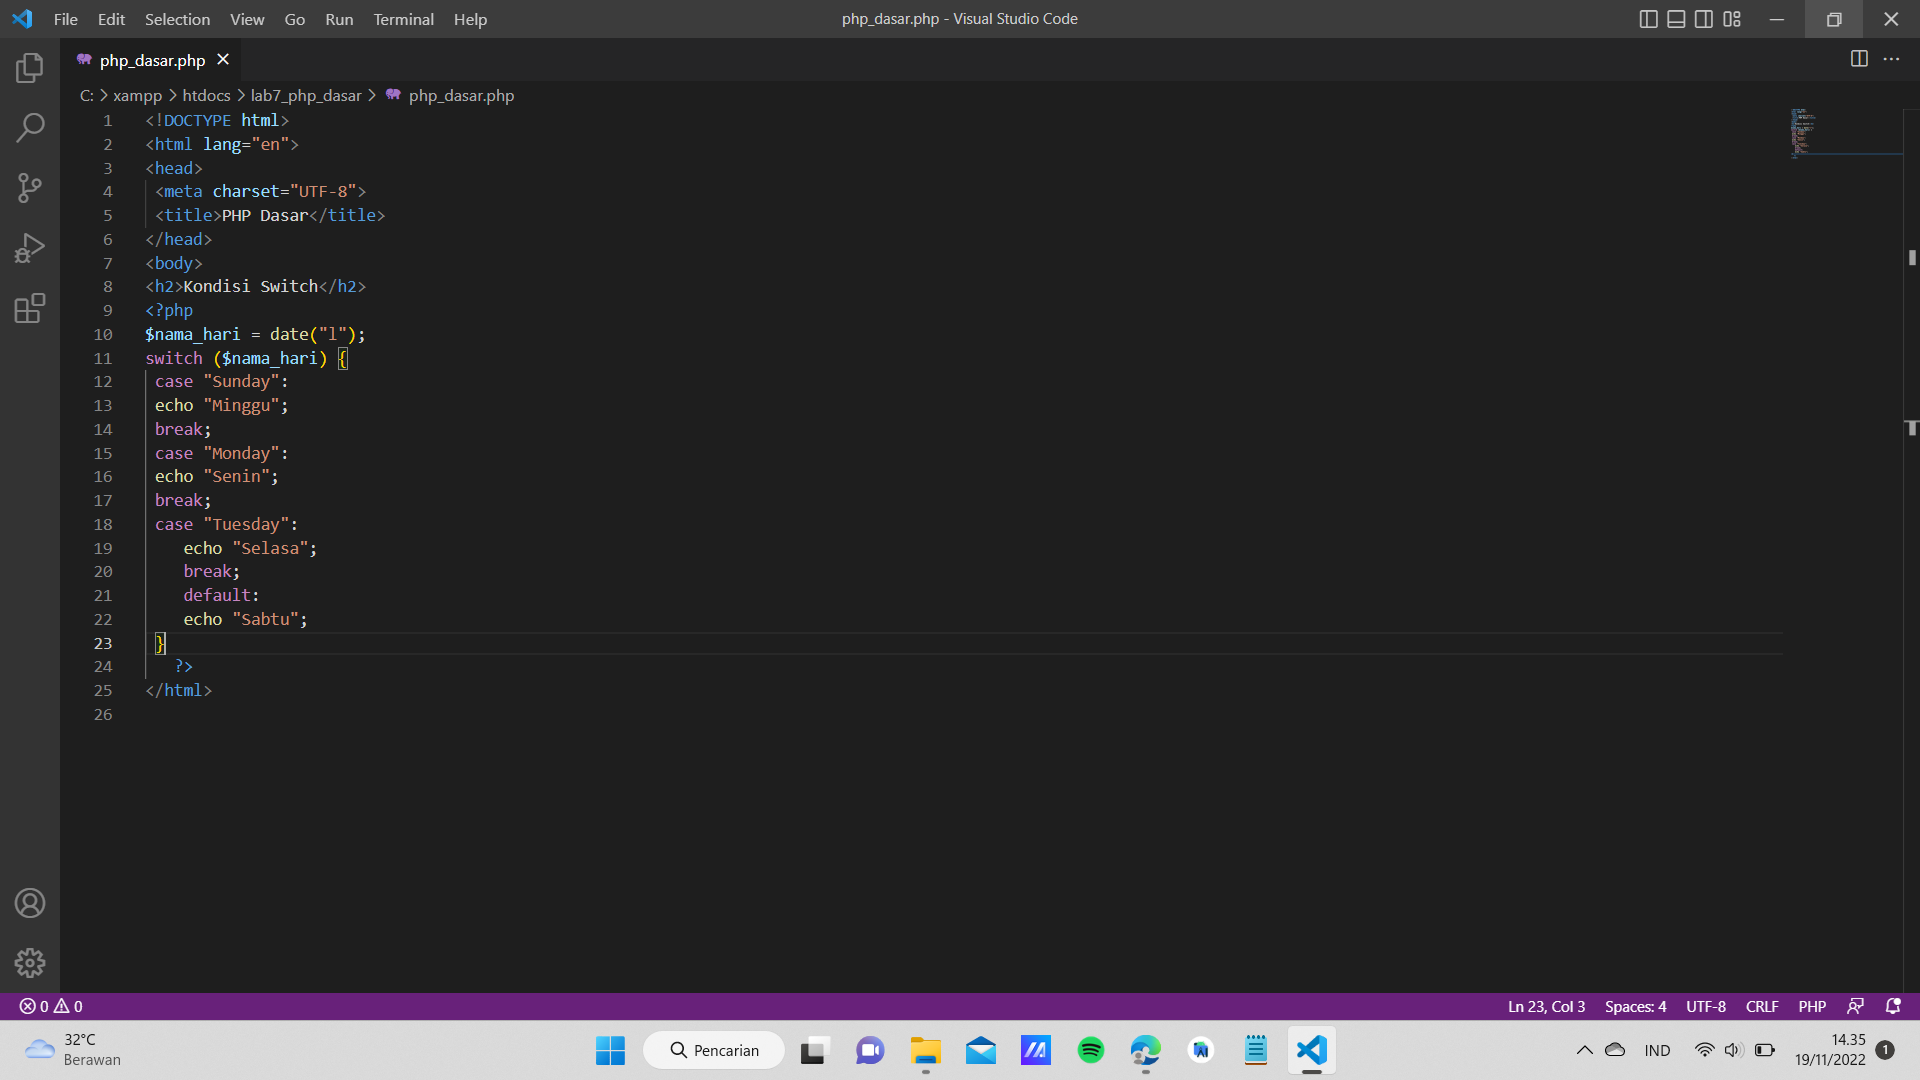 File Edit Selection View Go Run Terminal Help
php_dasar.php - Visual Studio Code
php_dasar.php
C: > xampp > htdocs > lab7_php_dasar > php_dasar.php
1 <!DOCTYPE html>
2 <html lang="en">
3 <head>
4 <meta charset="UTF-8">
5 <title>PHP Dasar</title>
6 </head>
7 <body>
8 <h2>Kondisi Switch</h2>
9 <?php
10 $nama_hari = date("l");
11 switch ($nama_hari) {
12 case "Sunday":
13 echo "Minggu";
14 break;
15 case "Monday":
16 echo "Senin";
17 break;
18 case "Tuesday":
19 echo "Selasa";
20 break;
21 default:
22 echo "Sabtu";
23 }
24 ?>
25 </html>
26
0 0
Ln 23, Col 3 Spaces: 4 UTF-8 CRLF PHP
32°C
Berawan
Pencarian
IND
14.35
19/11/2022
1